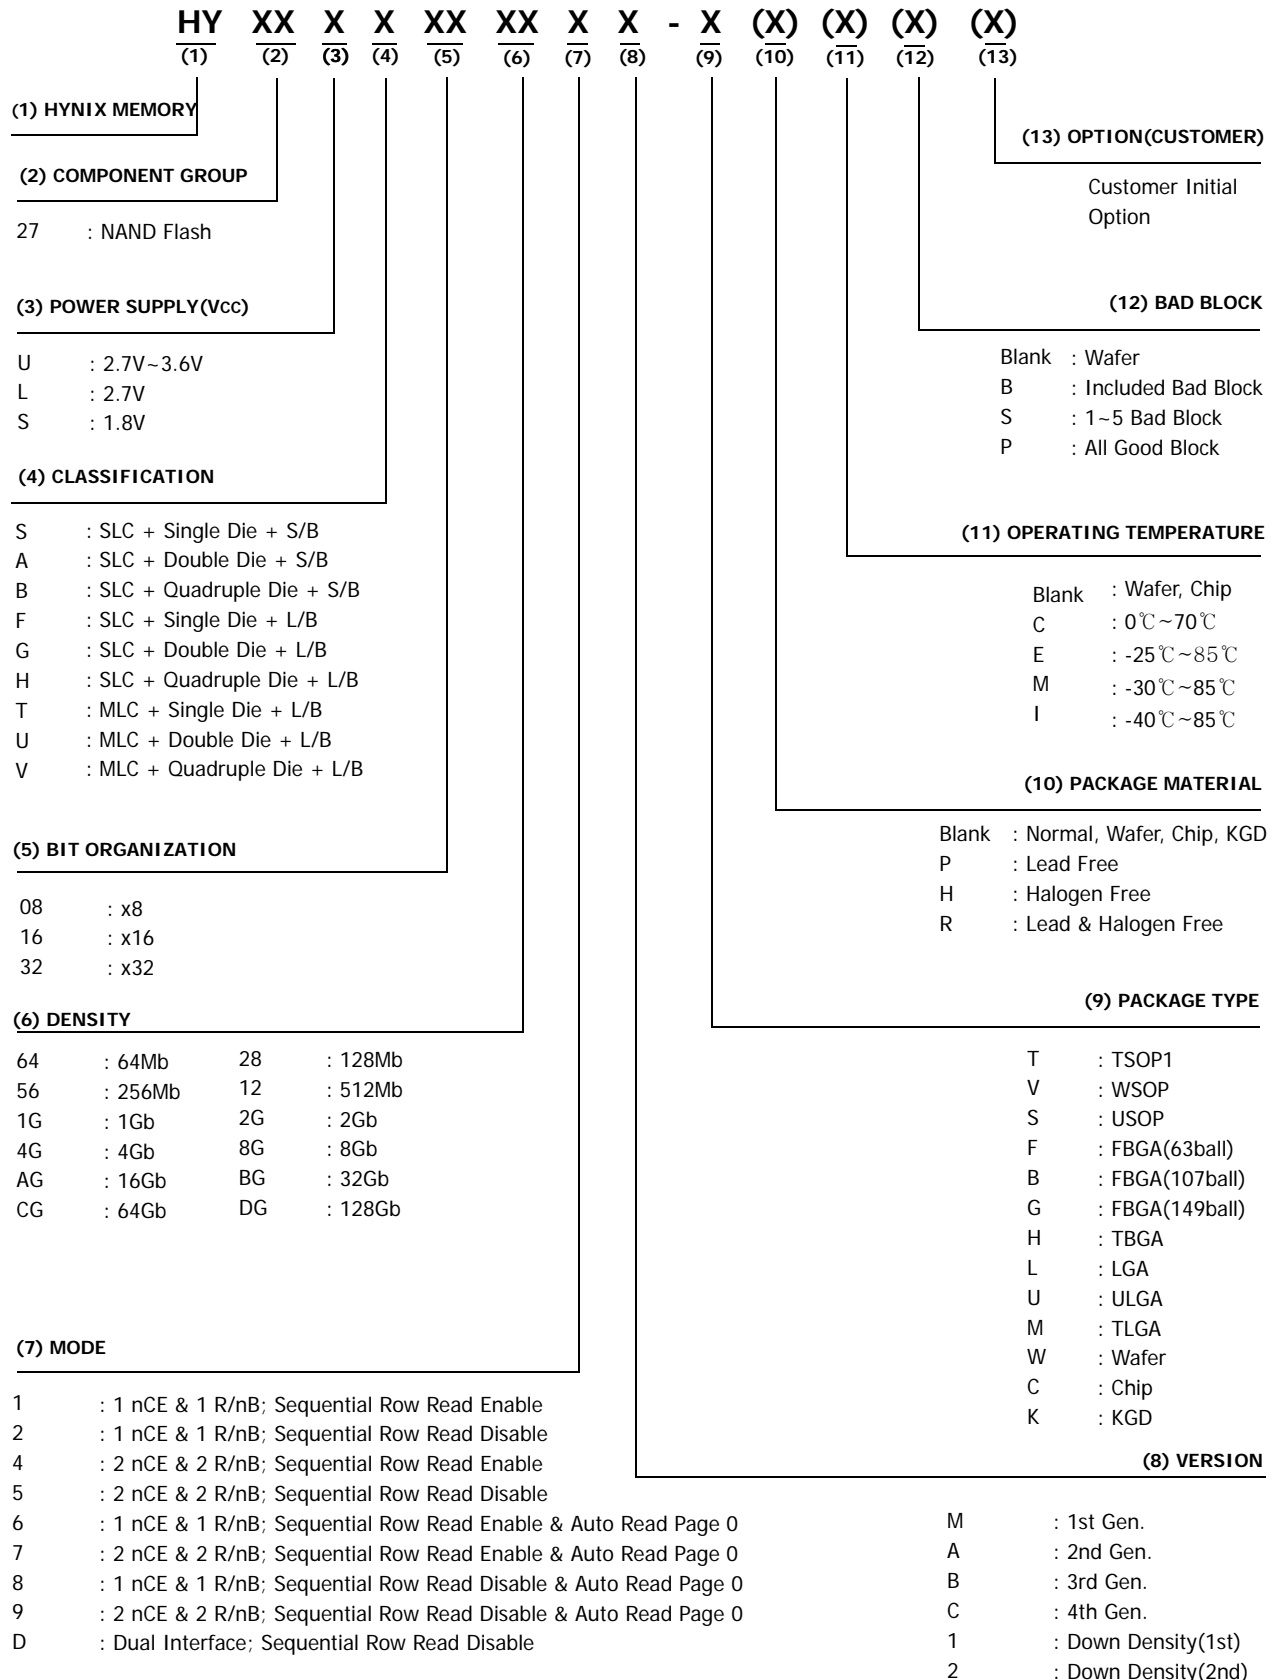 HY XX X X XX XX X X - X (X) (X) (X) (X)
(1) (2) (3) (4) (5) (6) (7) (8) (9) (10) (11) (12) (13)
(1) HYNIX MEMORY
(2) COMPONENT GROUP
27 : NAND Flash
(3) POWER SUPPLY(Vcc)
U : 2.7V~3.6V
L : 2.7V
S : 1.8V
(4) CLASSIFICATION
S : SLC + Single Die + S/B
A : SLC + Double Die + S/B
B : SLC + Quadruple Die + S/B
F : SLC + Single Die + L/B
G : SLC + Double Die + L/B
H : SLC + Quadruple Die + L/B
T : MLC + Single Die + L/B
U : MLC + Double Die + L/B
V : MLC + Quadruple Die + L/B
(5) BIT ORGANIZATION
08 : x8
16 : x16
32 : x32
(6) DENSITY
64 : 64Mb 28 : 128Mb
56 : 256Mb 12 : 512Mb
1G : 1Gb 2G : 2Gb
4G : 4Gb 8G : 8Gb
AG : 16Gb BG : 32Gb
CG : 64Gb DG : 128Gb
(7) MODE
1 : 1 nCE & 1 R/nB; Sequential Row Read Enable
2 : 1 nCE & 1 R/nB; Sequential Row Read Disable
4 : 2 nCE & 2 R/nB; Sequential Row Read Enable
5 : 2 nCE & 2 R/nB; Sequential Row Read Disable
6 : 1 nCE & 1 R/nB; Sequential Row Read Enable & Auto Read Page 0
7 : 2 nCE & 2 R/nB; Sequential Row Read Enable & Auto Read Page 0
8 : 1 nCE & 1 R/nB; Sequential Row Read Disable & Auto Read Page 0
9 : 2 nCE & 2 R/nB; Sequential Row Read Disable & Auto Read Page 0
D : Dual Interface; Sequential Row Read Disable
(13) OPTION(CUSTOMER)
Customer Initial
Option
(12) BAD BLOCK
Blank : Wafer
B : Included Bad Block
S : 1~5 Bad Block
P : All Good Block
(11) OPERATING TEMPERATURE
Blank : Wafer, Chip
C : 0℃~70℃
E : -25℃~85℃
M : -30℃~85℃
I : -40℃~85℃
(10) PACKAGE MATERIAL
Blank : Normal, Wafer, Chip, KGD
P : Lead Free
H : Halogen Free
R : Lead & Halogen Free
(9) PACKAGE TYPE
T : TSOP1
V : WSOP
S : USOP
F : FBGA(63ball)
B : FBGA(107ball)
G : FBGA(149ball)
H : TBGA
L : LGA
U : ULGA
M : TLGA
W : Wafer
C : Chip
K : KGD
(8) VERSION
M : 1st Gen.
A : 2nd Gen.
B : 3rd Gen.
C : 4th Gen.
1 : Down Density(1st)
2 : Down Density(2nd)